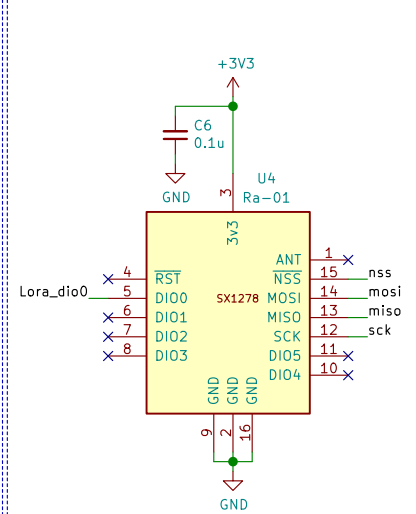 +3V3
C6
0.1u
GND
U4
Ra-01
3
3v3
ANT 1
4 RST
NSS 15 nss
Lora_dio0 5 DIO0
SX1278
MOSI 14 mosi
6 DIO1
MISO 13 miso
7 DIO2
SCK 12 sck
8 DIO3
DIO5 11
DIO4 10
GND GND GND
9 2 16
GND